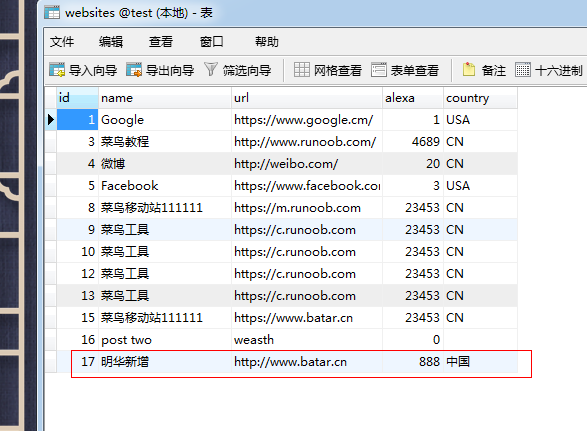 websites @test (本地) - 表
文件 编辑 查看 窗口 帮助
导入向导 导出向导 筛选向导 网格查看 表单查看 备注 十六进制
id name url alexa country
1 Google https://www.google.cm/ 1 USA
3 菜鸟教程 http://www.runoob.com/ 4689 CN
4 微博 http://weibo.com/ 20 CN
5 Facebook https://www.facebook.con 3 USA
8 菜鸟移动站111111 https://m.runoob.com 23453 CN
9 菜鸟工具 https://c.runoob.com 23453 CN
10 菜鸟工具 https://c.runoob.com 23453 CN
12 菜鸟工具 https://c.runoob.com 23453 CN
13 菜鸟工具 https://c.runoob.com 23453 CN
15 菜鸟移动站111111 https://www.batar.cn 23453 CN
16 post two weasth 0
17 明华新增 http://www.batar.cn 888 中国